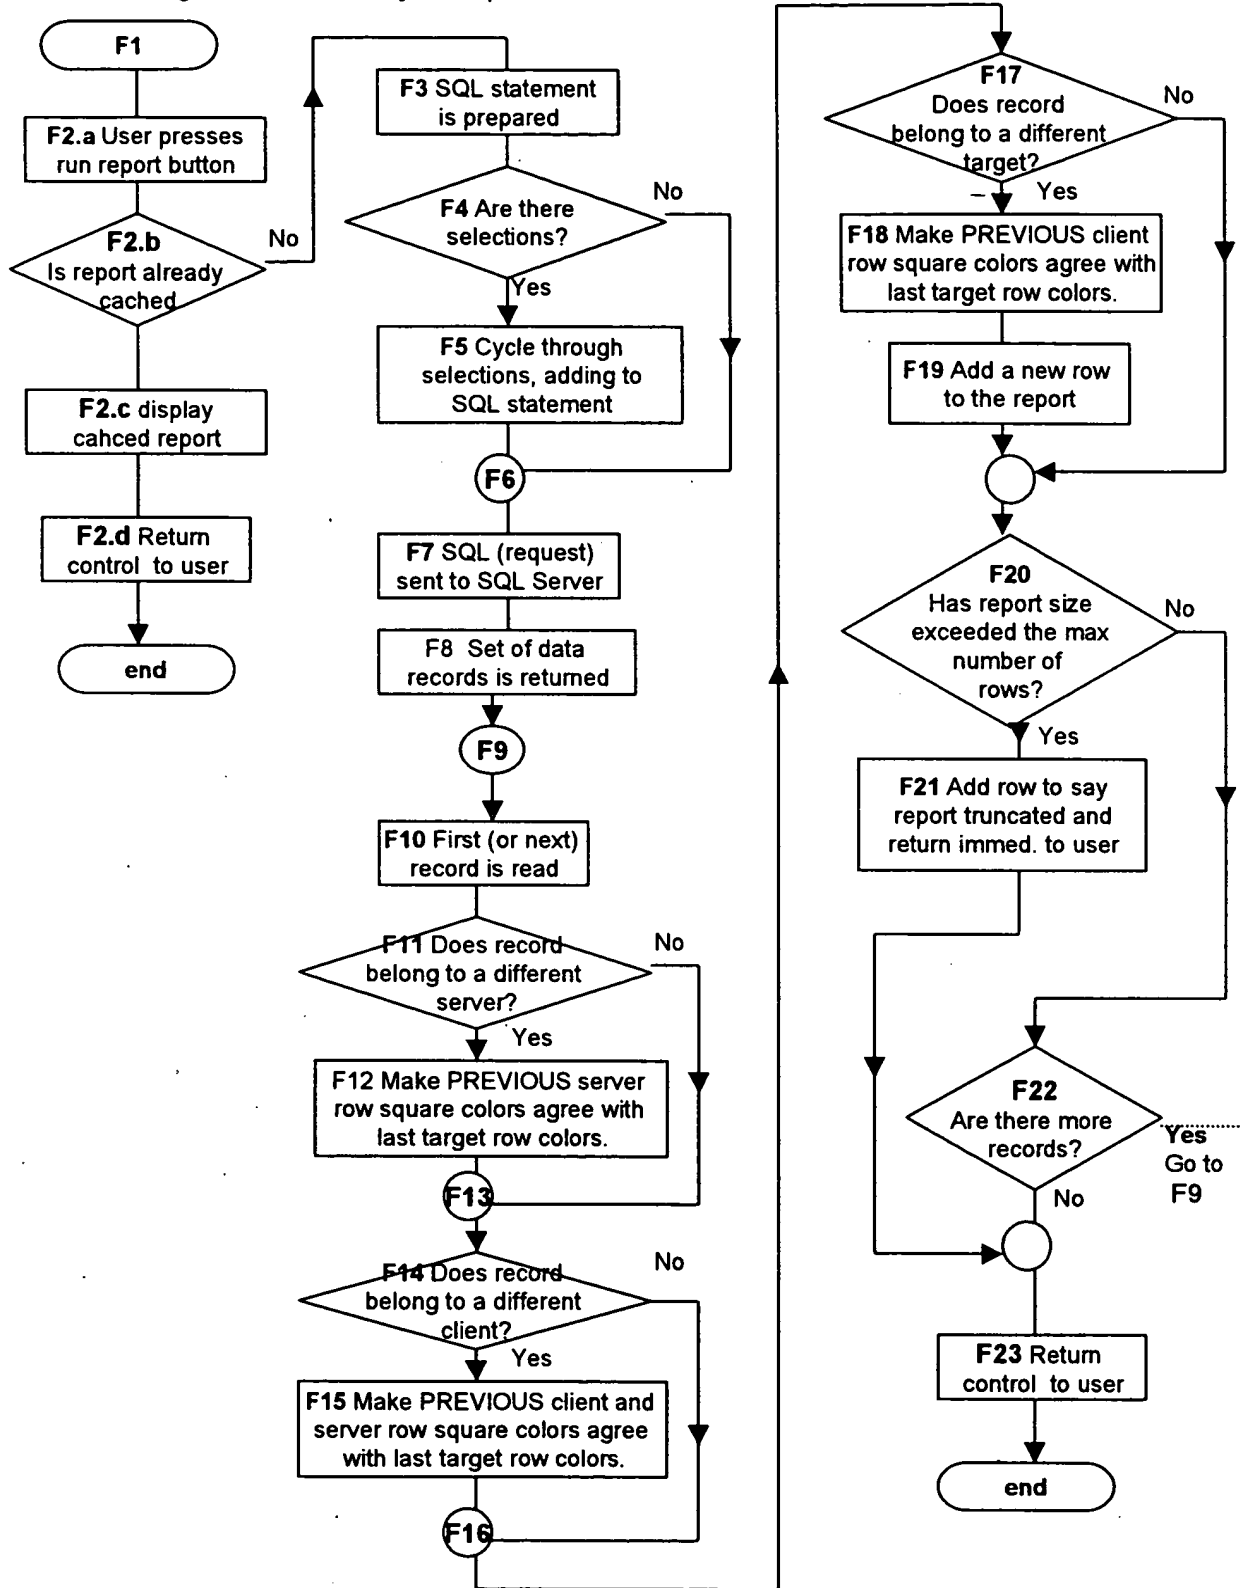 F1
F2.a User presses
run report button
F2.b
Is report already
cached
No
F2.c display
cahced report
F2.d Return
control to user
end
F3 SQL statement
is prepared
F4 Are there
selections?
No
Yes
F5 Cycle through
selections, adding to
SQL statement
F6
F7 SQL (request)
sent to SQL Server
F8 Set of data
records is returned
F9
F10 First (or next)
record is read
F11 Does record
belong to a different
server?
No
Yes
F12 Make PREVIOUS server
row square colors agree with
last target row colors.
F13
F14 Does record
belong to a different
client?
No
Yes
F15 Make PREVIOUS client and
server row square colors agree
with last target row colors.
F16
F17
Does record
belong to a different
target?
No
Yes
F18 Make PREVIOUS client
row square colors agree with
last target row colors.
F19 Add a new row
to the report
F20
Has report size
exceeded the max
number of
rows?
No
Yes
F21 Add row to say
report truncated and
return immed. to user
F22
Are there more
records?
Yes
Go to
F9
No
F23 Return
control to user
end